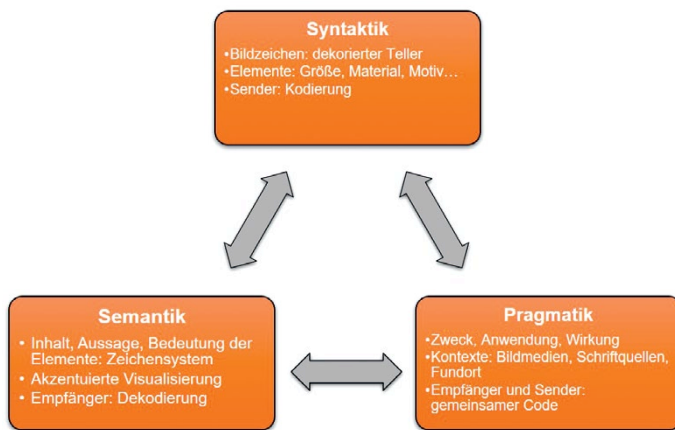 Syntaktik
•Bildzeichen: dekorierter Teller
•Elemente: Größe, Material, Motiv…
•Sender: Kodierung
Semantik
• Inhalt, Aussage, Bedeutung der
Elemente: Zeichensystem
• Akzentuierte Visualisierung
• Empfänger: Dekodierung
Pragmatik
•Zweck, Anwendung, Wirkung
•Kontexte: Bildmedien, Schriftquellen,
Fundort
•Empfänger und Sender:
gemeinsamer Code